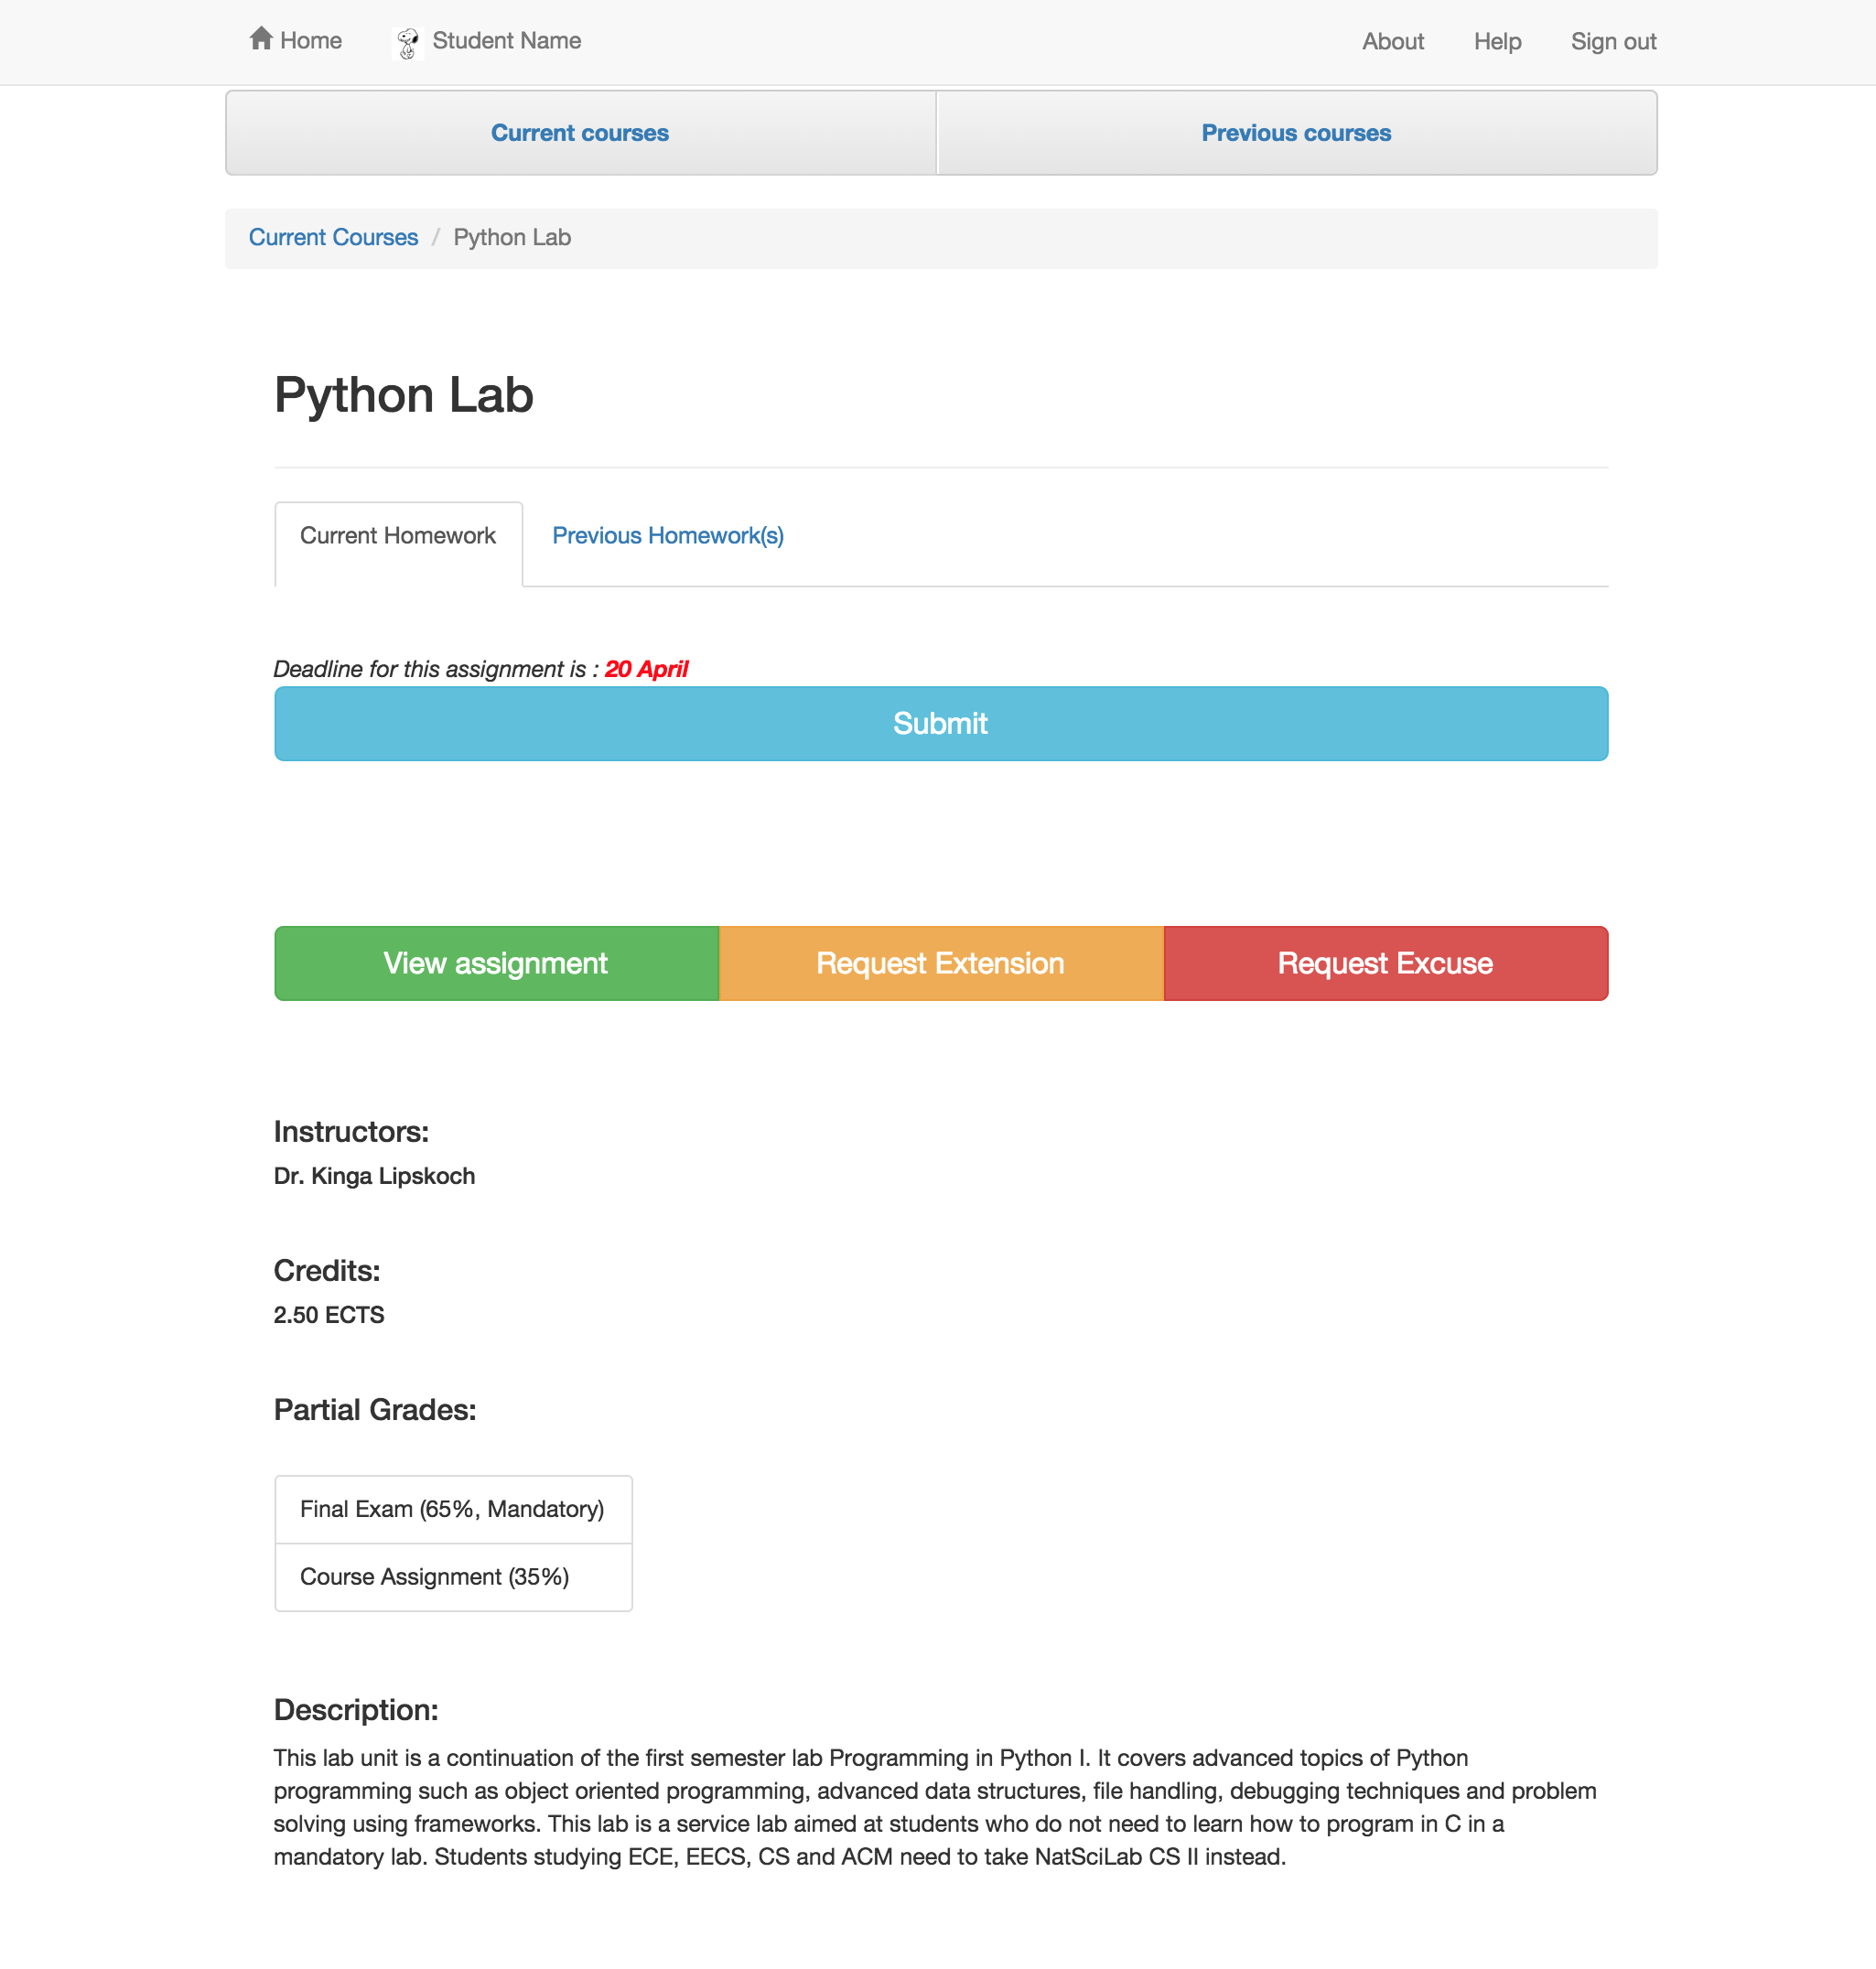 Home Student Name About Help Sign out
Current courses Previous courses
Current Courses / Python Lab
Python Lab
Current Homework Previous Homework(s)
Deadline for this assignment is : 20 April
Submit
View assignment Request Extension Request Excuse
Instructors:
Dr. Kinga Lipskoch
Credits:
2.50 ECTS
Partial Grades:
Final Exam (65%, Mandatory)
Course Assignment (35%)
Description:
This lab unit is a continuation of the first semester lab Programming in Python I. It covers advanced topics of Python
programming such as object oriented programming, advanced data structures, file handling, debugging techniques and problem
solving using frameworks. This lab is a service lab aimed at students who do not need to learn how to program in C in a
mandatory lab. Students studying ECE, EECS, CS and ACM need to take NatSciLab CS II instead.